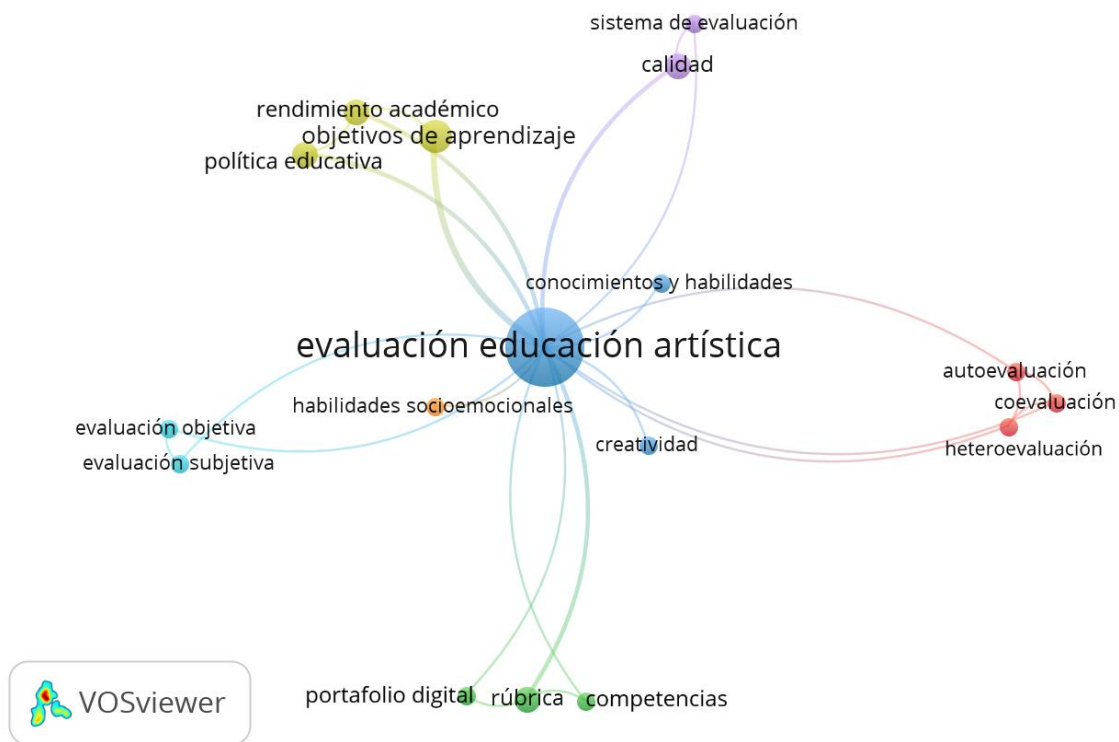 sistema de evaluación
calidad
rendimiento académico
objetivos de aprendizaje
política educativa
conocimientos y habilidades
evaluación educación artística
autoevaluación
habilidades socioemocionales
coevaluación
evaluación objetiva
creatividad
heteroevaluación
evaluación subjetiva
portafolio digital
rúbrica
competencias
VOSviewer